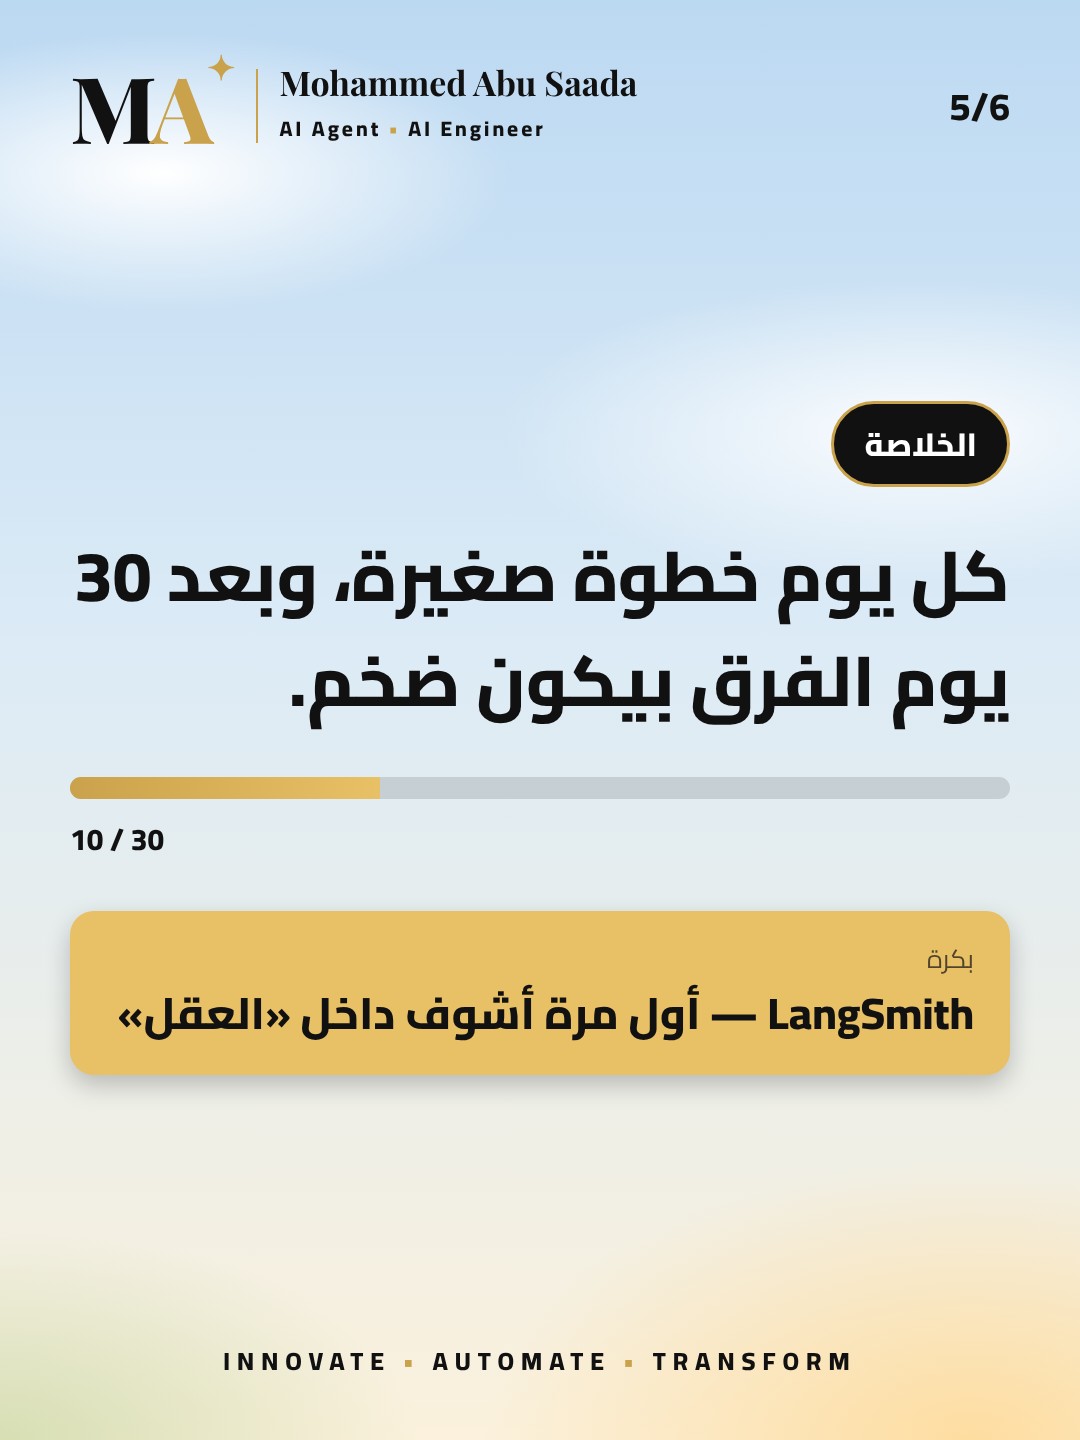 MA
Mohammed Abu Saada
AI Agent ▪ AI Engineer
5/6
الخلاصة
كل يوم خطوة صغيرة، وبعد 30
يوم الفرق بيكون ضخم.
10 / 30
بكرة
LangSmith — أول مرة أشوف داخل «العقل»
INNOVATE ▪ AUTOMATE ▪ TRANSFORM